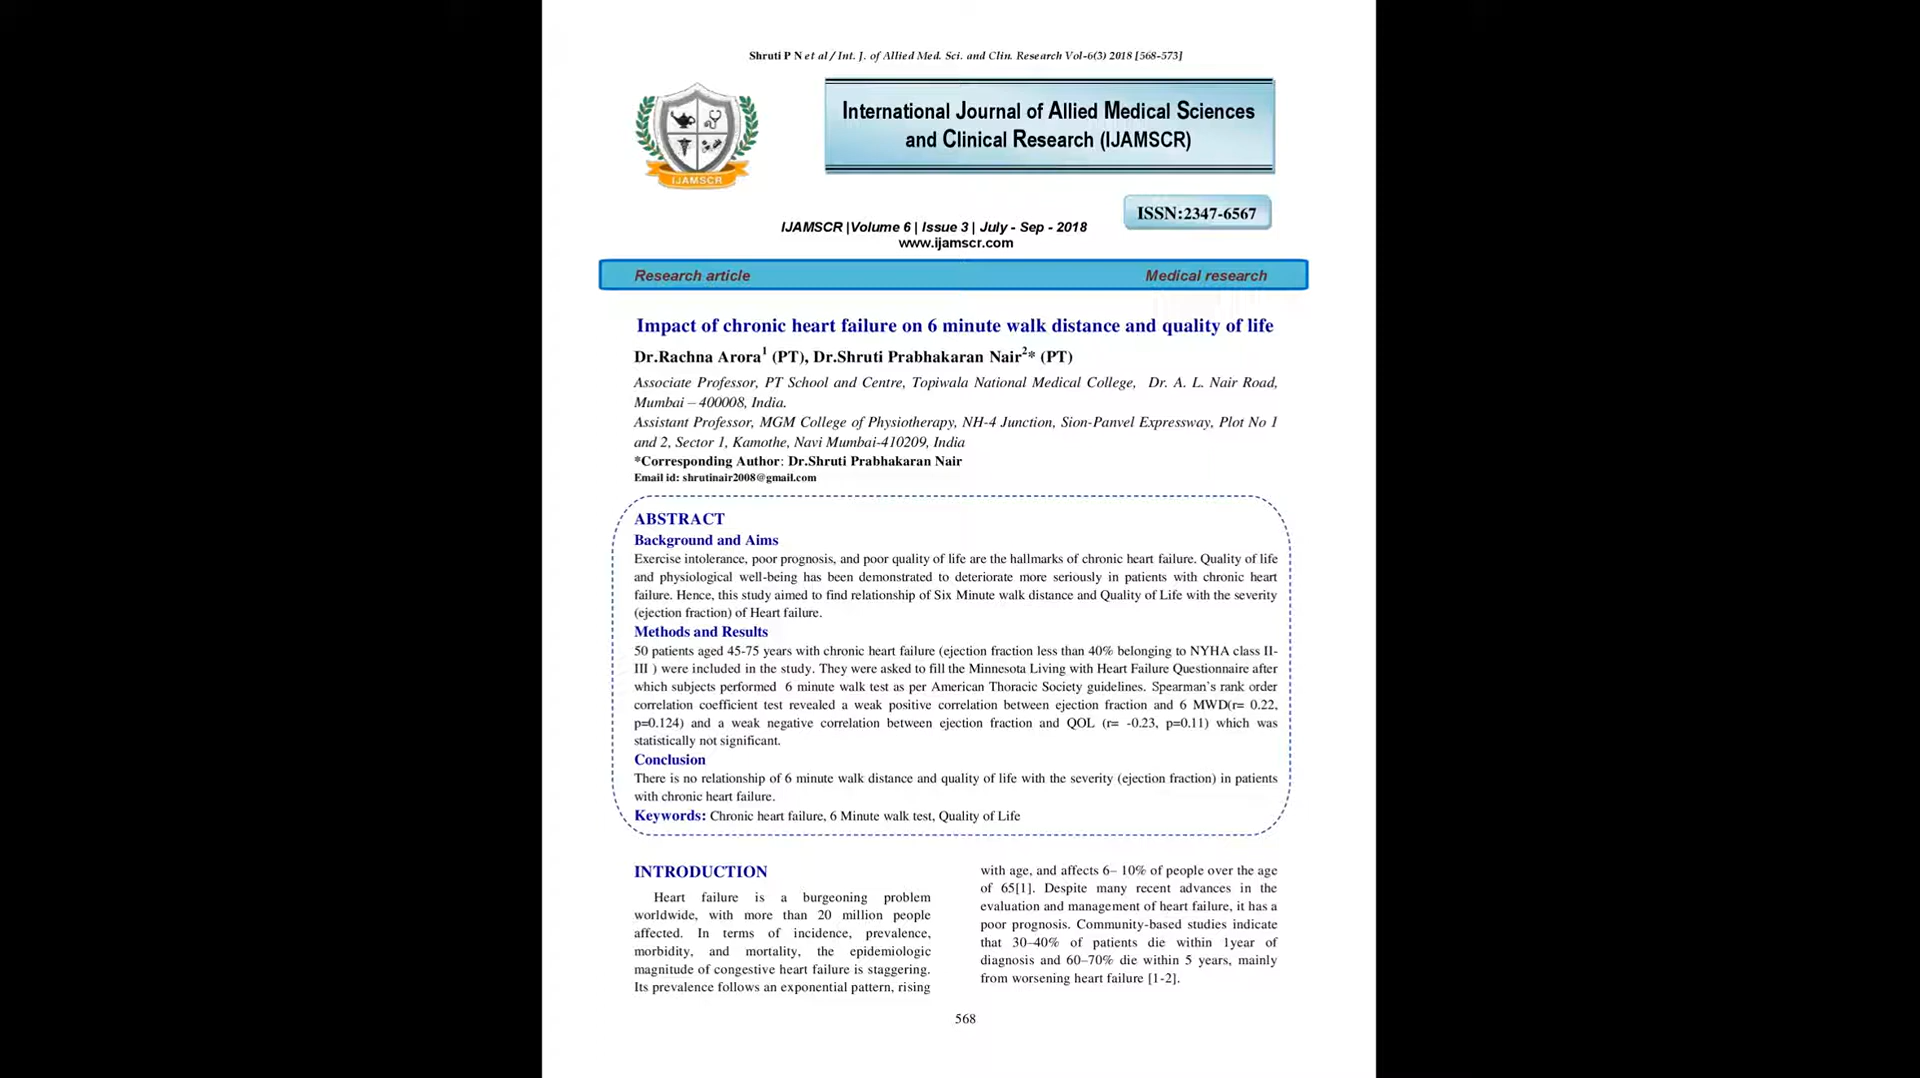 Shruti P N et al / Int. J. of Allied Med. Sci. and Clin. Research Vol-6(3) 2018 [568-573]
IJAMSCR
International Journal of Allied Medical Sciences
and Clinical Research (IJAMSCR)
ISSN:2347-6567
IJAMSCR |Volume 6 | Issue 3 | July - Sep - 2018
www.ijamscr.com
Research article
Medical research
Impact of chronic heart failure on 6 minute walk distance and quality of life
Dr.Rachna Arora1 (PT), Dr.Shruti Prabhakaran Nair2* (PT)
Associate Professor, PT School and Centre, Topiwala National Medical College, Dr. A. L. Nair Road,
Mumbai – 400008, India.
Assistant Professor, MGM College of Physiotherapy, NH-4 Junction, Sion-Panvel Expressway, Plot No 1
and 2, Sector 1, Kamothe, Navi Mumbai-410209, India
*Corresponding Author: Dr.Shruti Prabhakaran Nair
Email id: shrutinair2008@gmail.com
ABSTRACT
Background and Aims
Exercise intolerance, poor prognosis, and poor quality of life are the hallmarks of chronic heart failure. Quality of life
and physiological well-being has been demonstrated to deteriorate more seriously in patients with chronic heart
failure. Hence, this study aimed to find relationship of Six Minute walk distance and Quality of Life with the severity
(ejection fraction) of Heart failure.
Methods and Results
50 patients aged 45-75 years with chronic heart failure (ejection fraction less than 40% belonging to NYHA class II-
III ) were included in the study. They were asked to fill the Minnesota Living with Heart Failure Questionnaire after
which subjects performed 6 minute walk test as per American Thoracic Society guidelines. Spearman's rank order
correlation coefficient test revealed a weak positive correlation between ejection fraction and 6 MWD(r= 0.22,
p=0.124) and a weak negative correlation between ejection fraction and QOL (r= -0.23, p=0.11) which was
statistically not significant.
Conclusion
There is no relationship of 6 minute walk distance and quality of life with the severity (ejection fraction) in patients
with chronic heart failure.
Keywords: Chronic heart failure, 6 Minute walk test, Quality of Life
INTRODUCTION
Heart failure is a burgeoning problem
worldwide, with more than 20 million people
affected. In terms of incidence, prevalence,
morbidity, and mortality, the epidemiologic
magnitude of congestive heart failure is staggering.
Its prevalence follows an exponential pattern, rising
with age, and affects 6– 10% of people over the age
of 65[1]. Despite many recent advances in the
evaluation and management of heart failure, it has a
poor prognosis. Community-based studies indicate
that 30–40% of patients die within 1year of
diagnosis and 60–70% die within 5 years, mainly
from worsening heart failure [1-2].
568